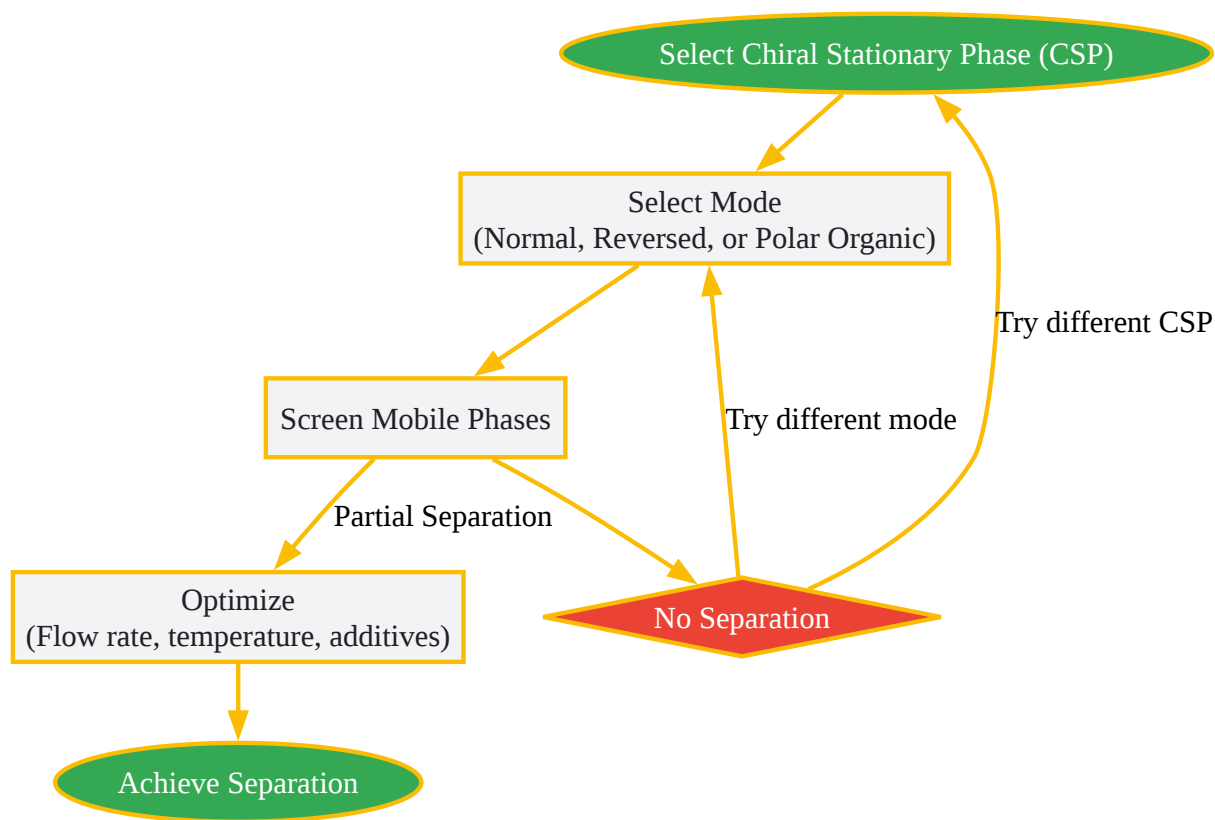 Select Chiral Stationary Phase (CSP)
Select Mode
(Normal, Reversed, or Polar Organic)
Try different CSP
Screen Mobile Phases
Try different mode
Partial Separation
Optimize
(Flow rate, temperature, additives)
No Separation
Achieve Separation